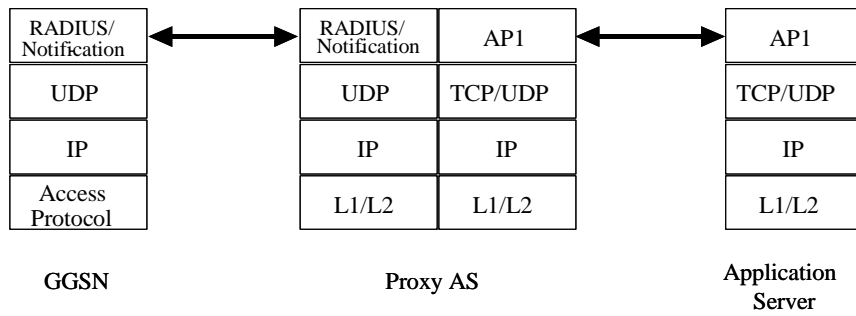 RADIUS/
Notification
RADIUS/
Notification
AP1
AP1
UDP
UDP
TCP/UDP
TCP/UDP
IP
IP
IP
IP
Access
Protocol
L1/L2
L1/L2
L1/L2
GGSN
Proxy AS
Application
Server